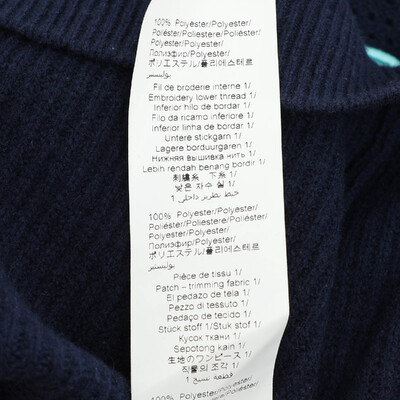 100% Polyester/Polyester/
Poliéster/Poliestere/Poliéster/
Polyester/Polyester/
Полиэфир/Polyester/
ポリエステル/폴리에스테르
بوليستر
Fil de broderie interne 1/
Embroidery lower thread 1/
Inferior hilo de bordar 1/
Filo da ricamo inferiore 1/
Inferior linha de bordar 1/
Untere stickgarn 1/
Lagere borduurgaren 1/
Нижняя вышивка нить 1/
Lebih rendah benang bordir 1/
刺繍糸 下糸 1/
낮은 자수 실 1/
خيط تطريز داخلي 1
100% Polyester/Polyester/
Poliéster/Poliestere/Poliéster/
Polyester/Polyester/
Полиэфир/Polyester/
ポリエステル/폴리에스테르
بوليستر
Pièce de tissu 1/
Patch – trimming fabric 1/
El pedazo de tela 1/
Pezzo di tessuto 1/
Pedaço de tecido 1/
Stück stoff 1/Stuk stof 1/
Кусок ткани 1/
Sepotong kain 1/
生地のワンピース 1/
직물의 조각 1/
قطعة نسيج 1
100% Polyester/Polyester/